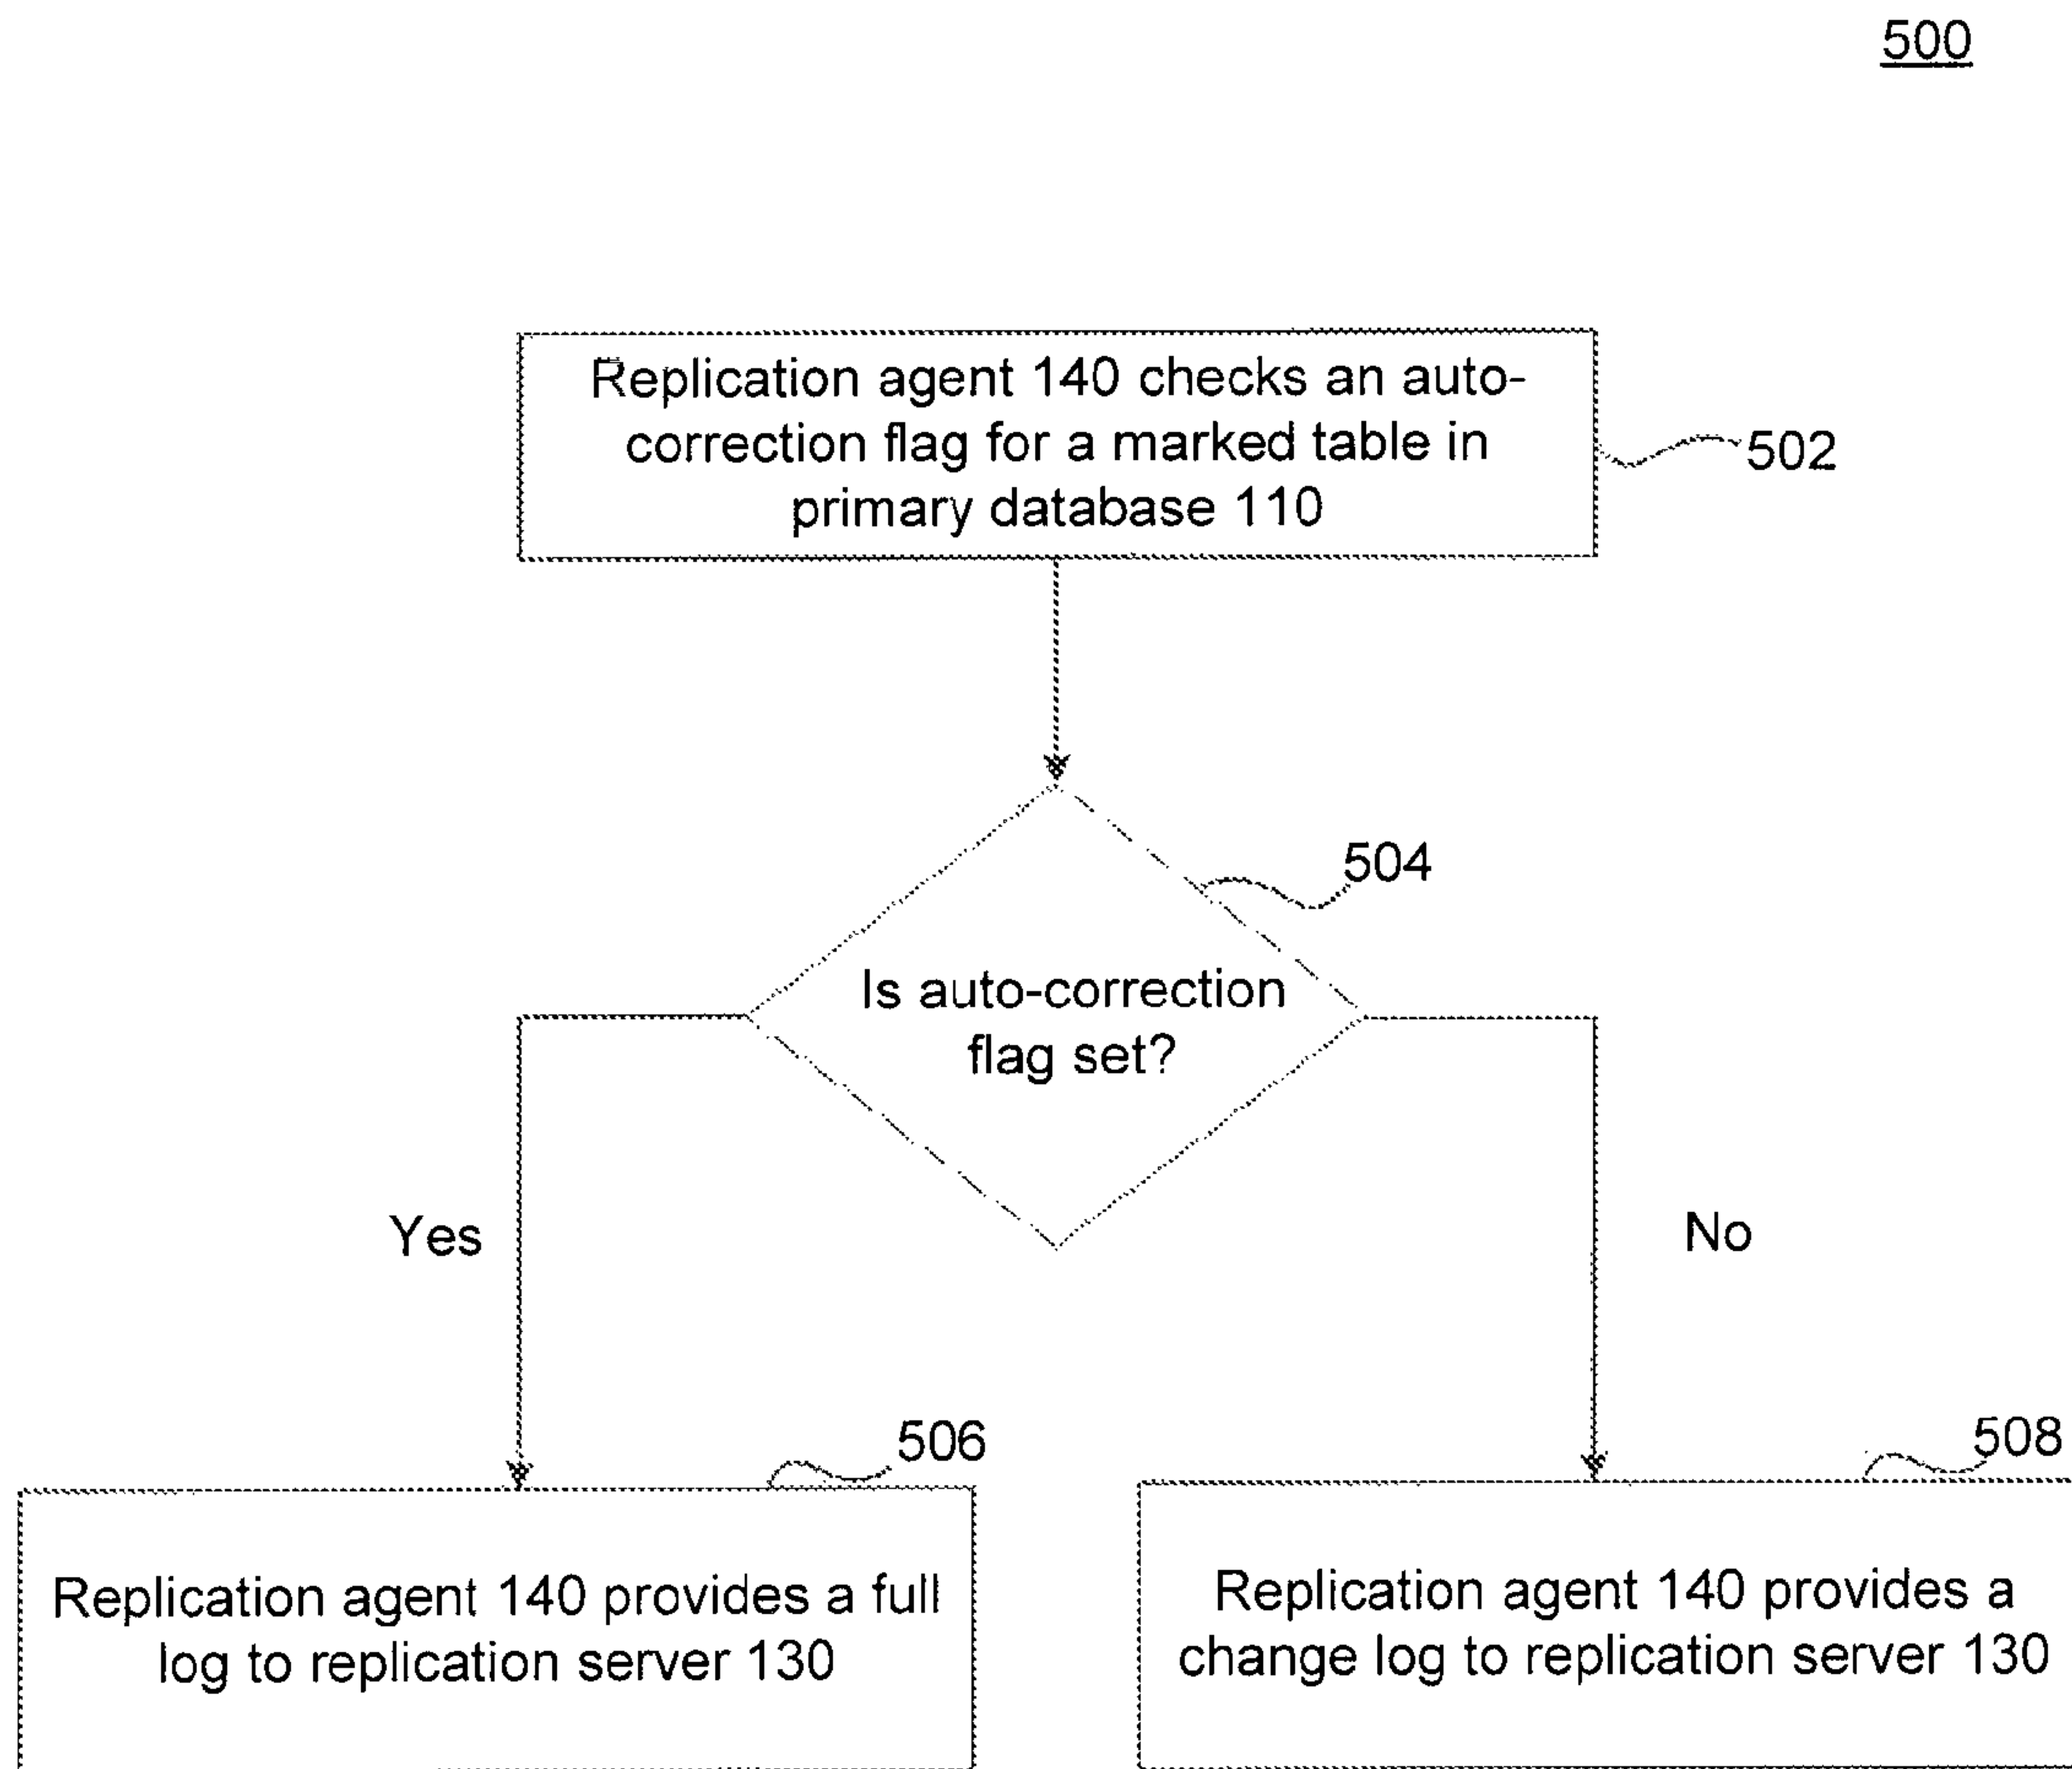 500
Replication agent 140 checks an auto-
correction flag for a marked table in
primary database 110
502
504
Is auto-correction
flag set?
Yes
No
506
508
Replication agent 140 provides a full
log to replication server 130
Replication agent 140 provides a
change log to replication server 130